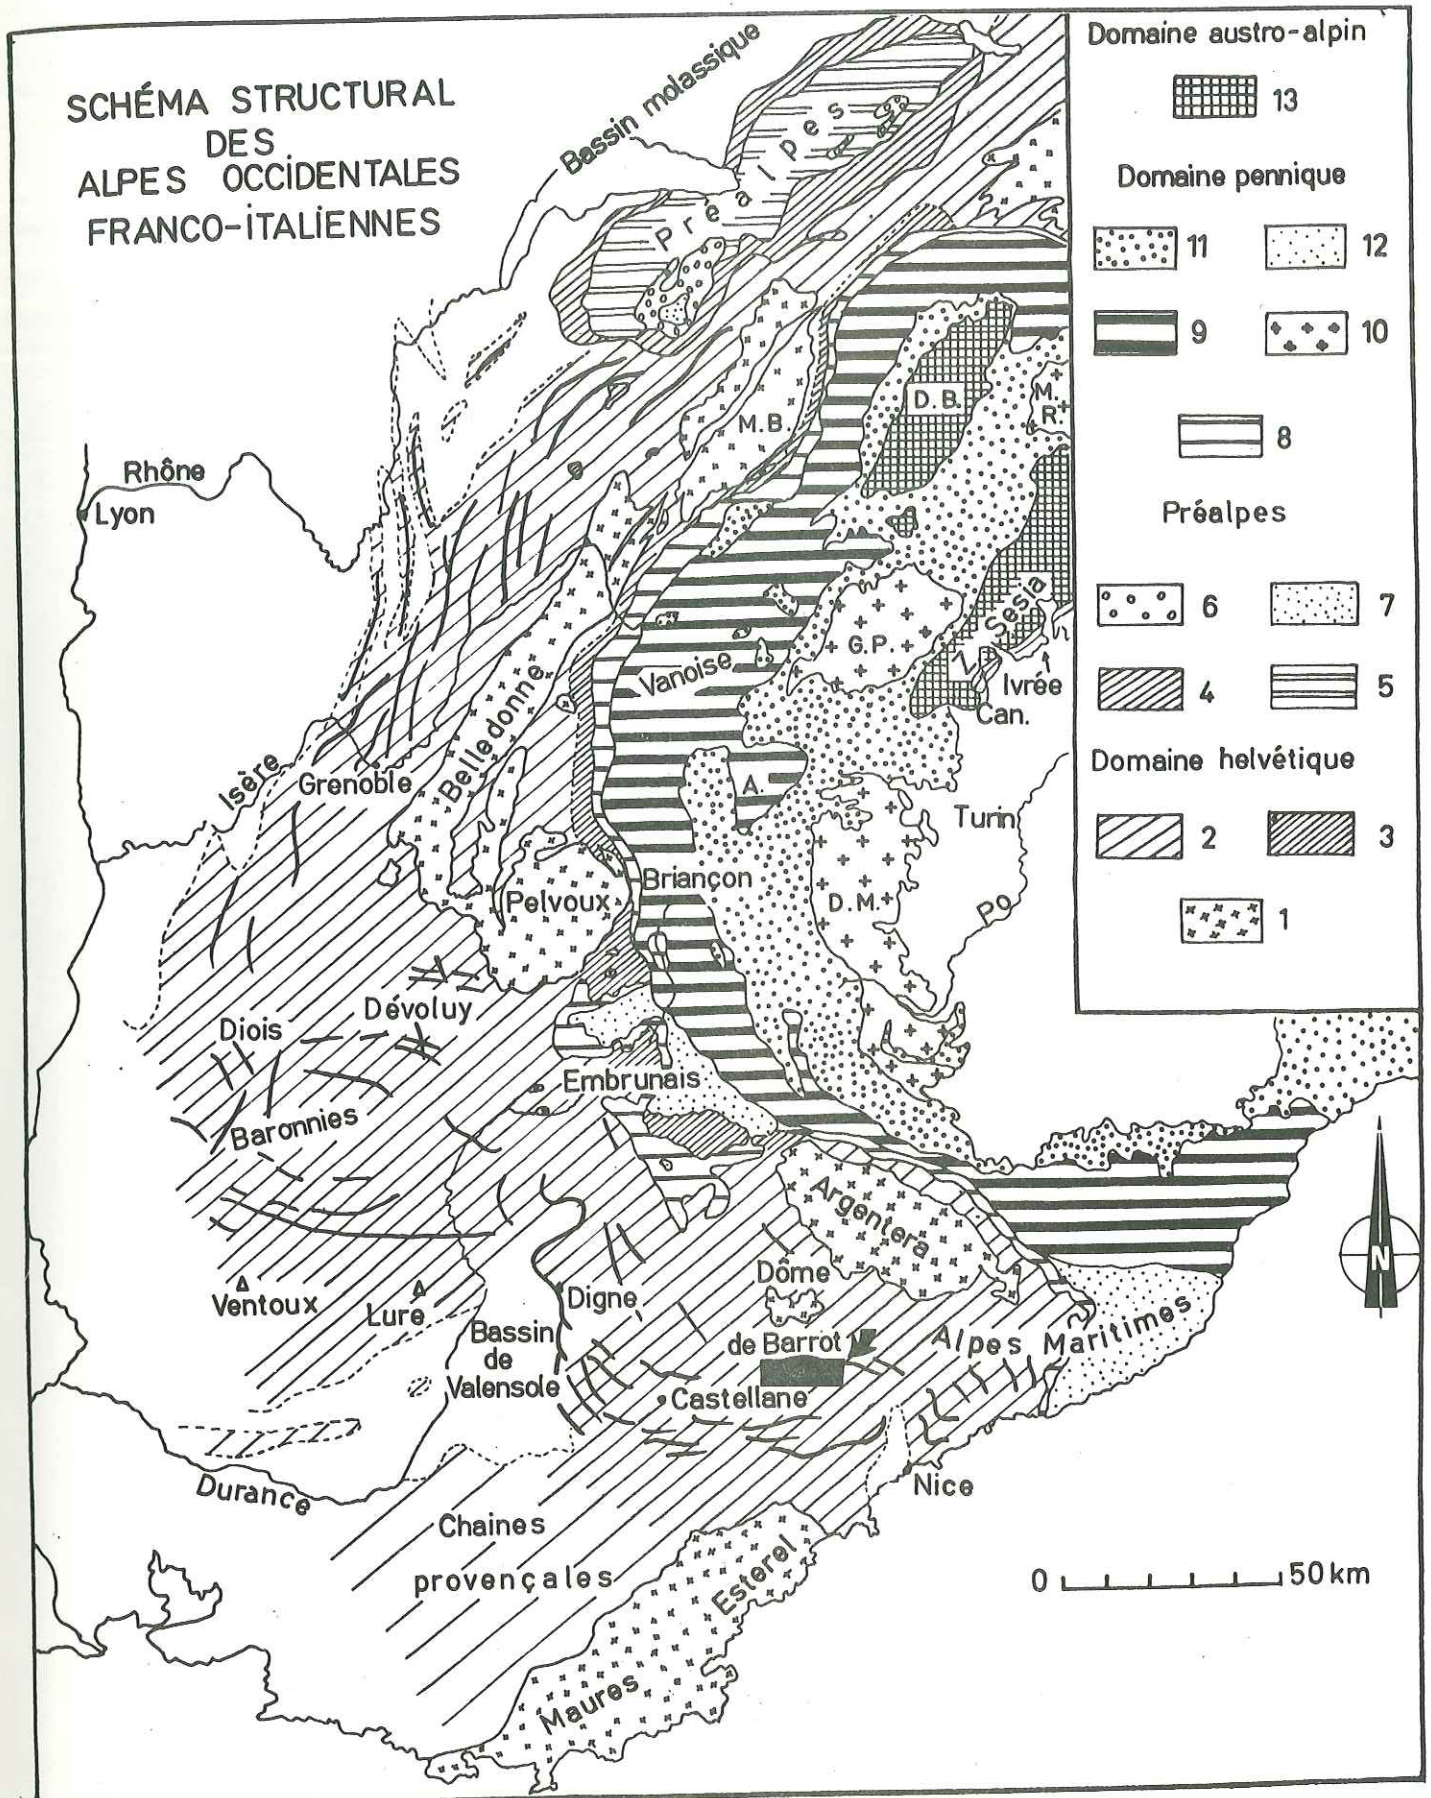 SCHÉMA STRUCTURAL
DES
ALPES OCCiDENTALES
FRANCO-iTALiENNES
Bassin molassique
Préalpes
Domaine austro-alpin
13
Domaine pennique
11
12
9
10
8
Préalpes
6
7
4
5
Domaine helvétique
2
3
1
D.B.
M.
R.
M.B.
Rhône
Lyon
G.P.
Z. Sesia
Vanoise
Ivrée
Can.
Belledonne
Isère
Grenoble
A.
Turin
Briançon
Pelvoux
D.M.
Po
Dévoluy
Diois
Embrunais
Baronnies
Argentera
N
Dôme
Ventoux
Lure
Digne
Bassin
de
Valensole
de Barrot
Alpes Maritimes
Castellane
Durance
Nice
Chaines
provençales
Esterel
0
50 km
Maures